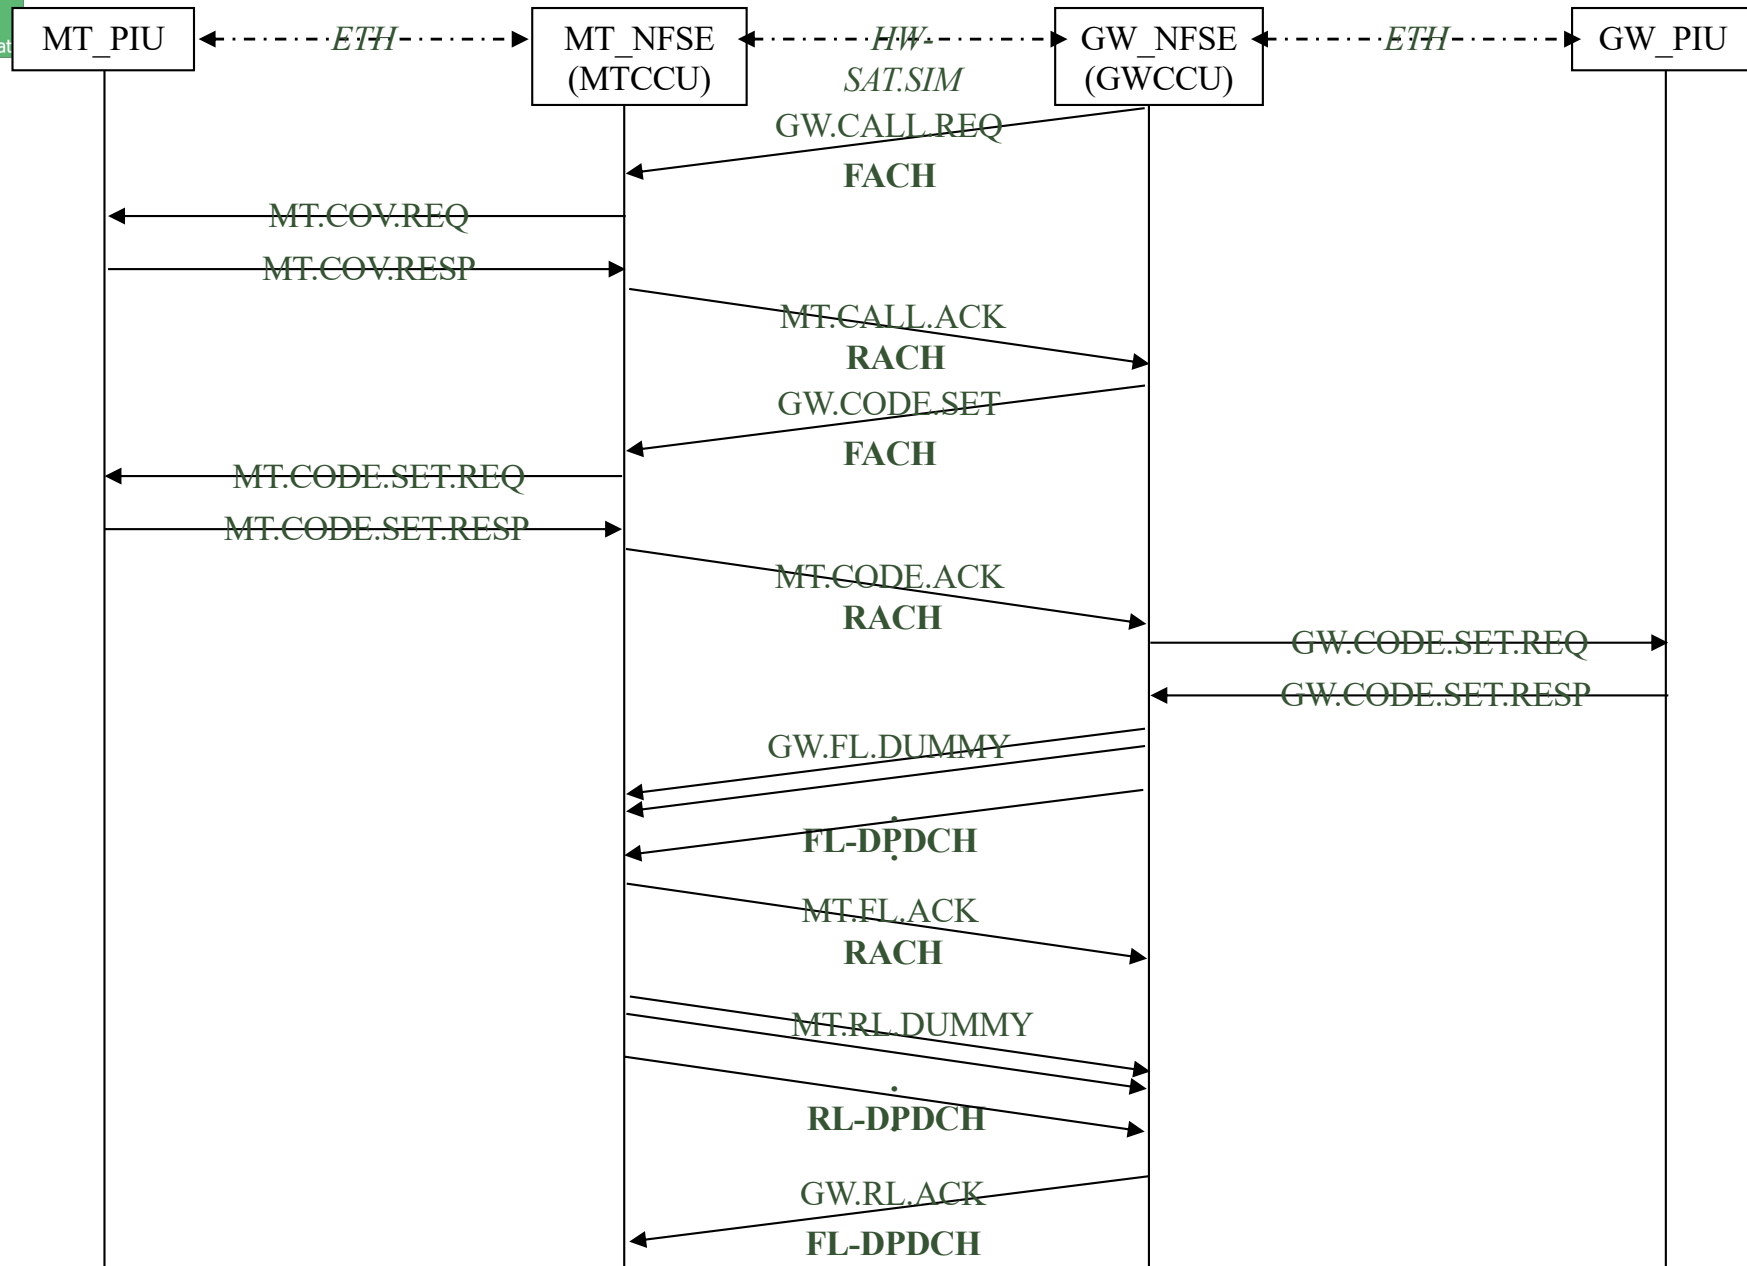 at
MT_PIU
ETH
MT_NFSE
(MTCCU)
HW-
SAT.SIM
GW_NFSE
(GWCCU)
ETH
GW_PIU
GW.CALL.REQ
FACH
MT.COV.REQ
MT.COV.RESP
MT.CALL.ACK
RACH
GW.CODE.SET
FACH
MT.CODE.SET.REQ
MT.CODE.SET.RESP
MT.CODE.ACK
RACH
GW.CODE.SET.REQ
GW.CODE.SET.RESP
GW.FL.DUMMY
FL-DPDCH
MT.FL.ACK
RACH
MT.RL.DUMMY
RL-DPDCH
GW.RL.ACK
FL-DPDCH